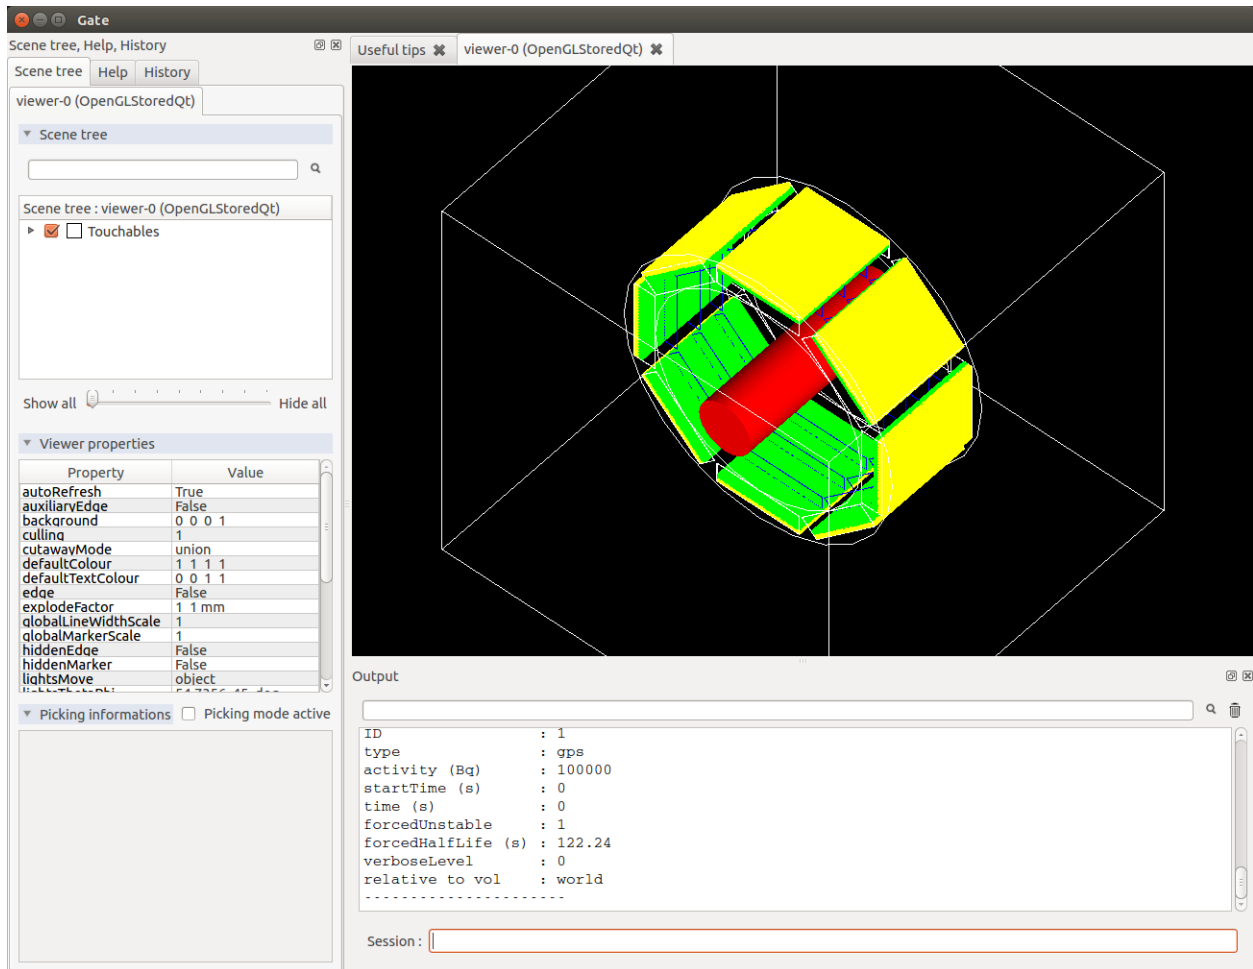 Gate
Scene tree, Help, History
Scene tree Help History
viewer-0 (OpenGLStoredQt)
Scene tree
Scene tree : viewer-0 (OpenGLStoredQt)
Touchables
Show all Hide all
Viewer properties
Property Value
autoRefresh True
auxiliaryEdge False
background 0 0 0 1
culling 1
cutawayMode union
defaultColour 1 1 1 1
defaultTextColour 0 0 1 1
edge False
explodeFactor 1 1 mm
globalLineWidthScale 1
globalMarkerScale 1
hiddenEdge False
hiddenMarker False
lightsMove object
Picking informations Picking mode active
Useful tips viewer-0 (OpenGLStoredQt)
Output
ID : 1
type : gps
activity (Bq) : 100000
startTime (s) : 0
time (s) : 0
forcedUnstable : 1
forcedHalfLife (s) : 122.24
verboseLevel : 0
relative to vol : world
----------------------
Session :